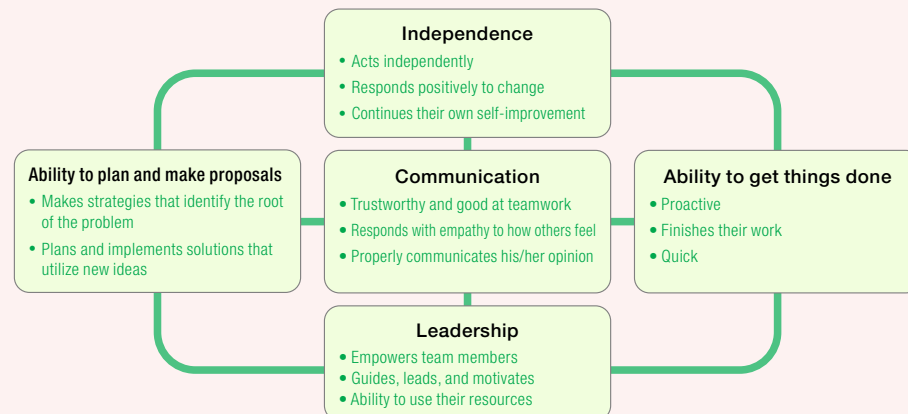 Independence
• Acts independently
• Responds positively to change
• Continues their own self-improvement
Ability to plan and make proposals
• Makes strategies that identify the root
of the problem
• Plans and implements solutions that
utilize new ideas
Communication
• Trustworthy and good at teamwork
• Responds with empathy to how others feel
• Properly communicates his/her opinion
Ability to get things done
• Proactive
• Finishes their work
• Quick
Leadership
• Empowers team members
• Guides, leads, and motivates
• Ability to use their resources